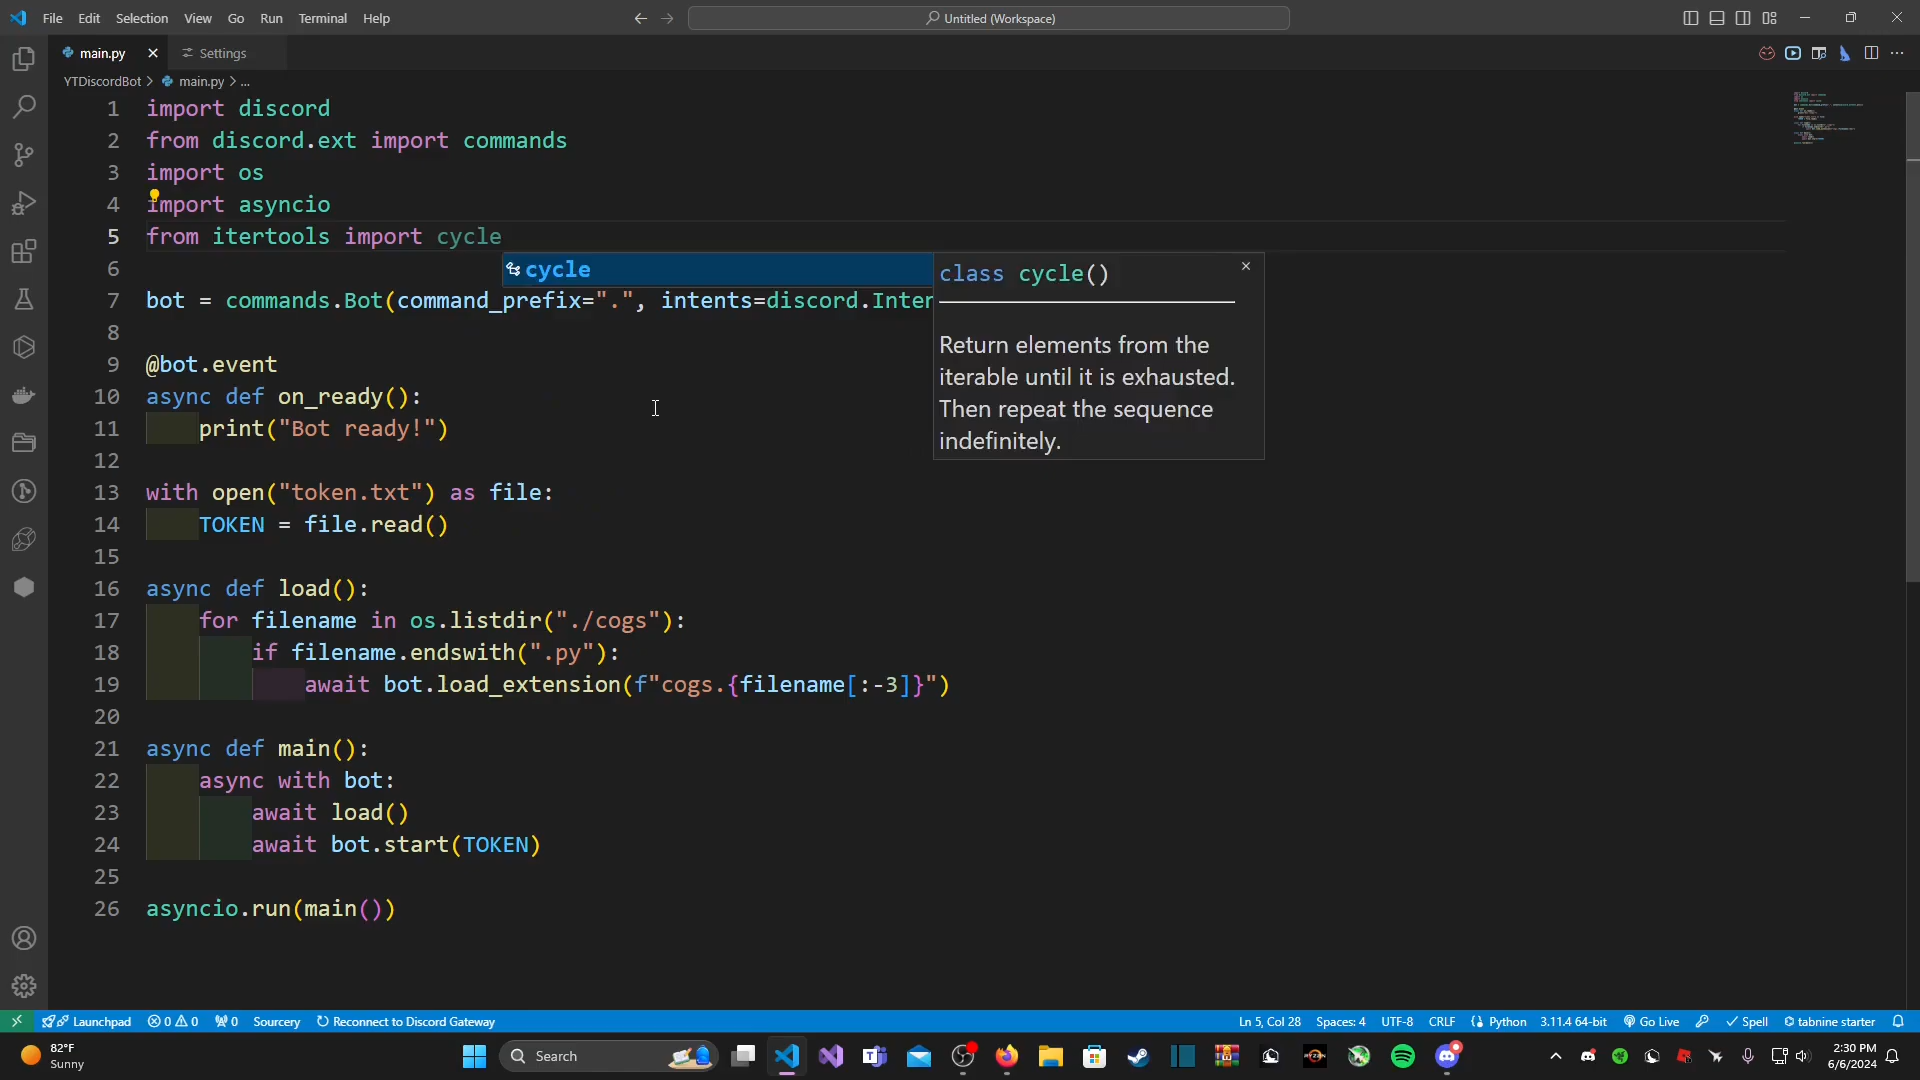 File Edit Selection View Go Run Terminal Help
Untitled (Workspace)
main.py
Settings
YTDiscordBot > main.py > ...
1 import discord
2 from discord.ext import commands
3 import os
4 import asyncio
5 from itertools import cycle
6
cycle
class cycle()
7 bot = commands.Bot(command_prefix=".", intents=discord.Inter
Return elements from the
iterable until it is exhausted.
Then repeat the sequence
indefinitely.
8
9 @bot.event
10 async def on_ready():
11 print("Bot ready!")
12
13 with open("token.txt") as file:
14 TOKEN = file.read()
15
16 async def load():
17 for filename in os.listdir("./cogs"):
18 if filename.endswith(".py"):
19 await bot.load_extension(f"cogs.{filename[:-3]}")
20
21 async def main():
22 async with bot:
23 await load()
24 await bot.start(TOKEN)
25
26 asyncio.run(main())
Launchpad 0 0 0 Sourcery Reconnect to Discord Gateway Ln 5, Col 28 Spaces: 4 UTF-8 CRLF Python 3.11.4 64-bit Go Live Spell tabnine starter
82°F
Sunny
Search
2:30 PM
6/6/2024